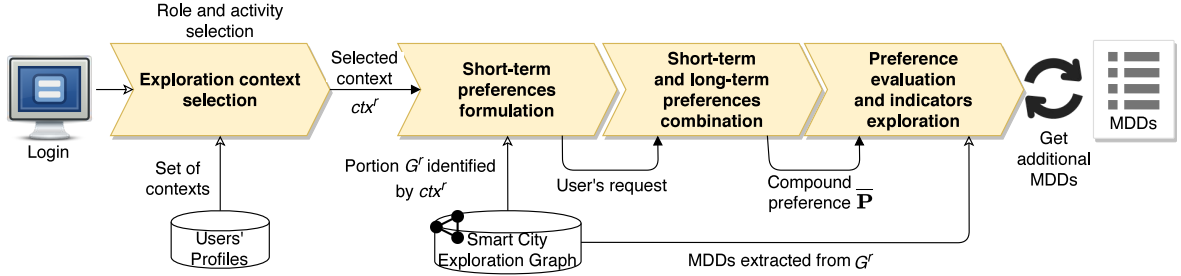 Role and activity
selection
Login
Exploration context
selection
Selected
context
ctx^r
Short-term
preferences
formulation
Short-term
and long-term
preferences
combination
Preference
evaluation
and indicators
exploration
MDDs
Get
additional
MDDs
Set of
contexts
Users'
Profiles
Portion G^r identified
by ctx^r
User's request
Compound
preference P̅
Smart City
Exploration Graph
MDDs extracted from G^r